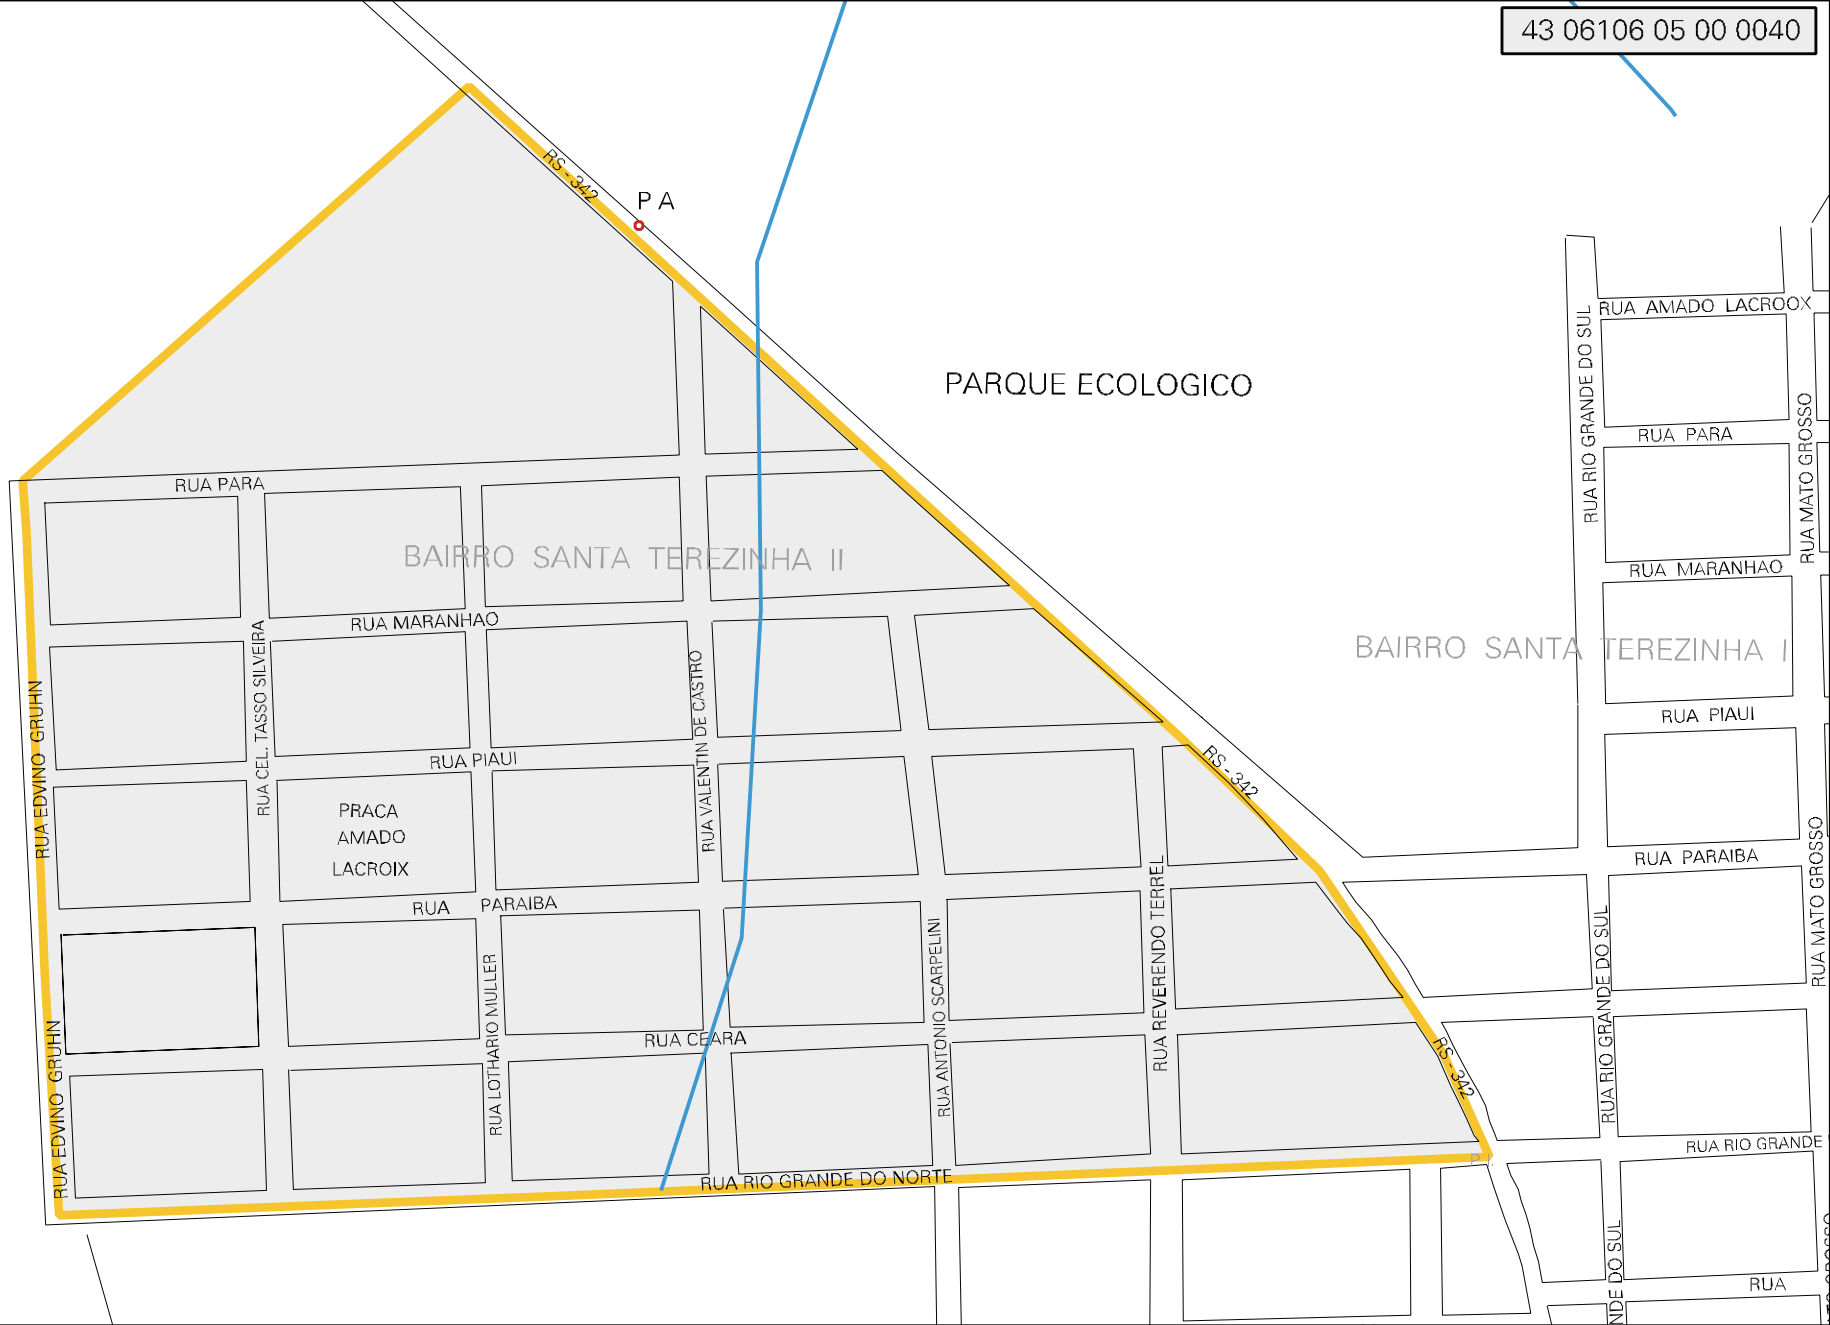 43 06106 05 00 0040
RS - 342
P A
RUA AMADO LACROOX
RUA RIO GRANDE DO SUL
PARQUE ECOLOGICO
RUA MATO GROSSO
RUA PARA
RUA PARA
BAIRRO SANTA TEREZINHA II
RUA MARANHAO
RUA MARANHAO
BAIRRO SANTA TEREZINHA I
RUA CEL. TASSO SILVEIRA
RUA VALENTIN DE CASTRO
RUA EDVINO GRUHN
RUA PIAUI
RUA PIAUI
RS - 342
PRACA
AMADO
LACROIX
RUA PARAIBA
RUA MATO GROSSO
RUA PARAIBA
RUA REVERENDO TERREL
RUA ANTONIO SCARPELINI
RUA LOTHARIO MULLER
RUA RIO GRANDE DO SUL
RUA EDVINO GRUHN
RUA CEARA
RS - 342
RUA RIO GRANDE
RUA RIO GRANDE DO NORTE
NDE DO SUL
RUA